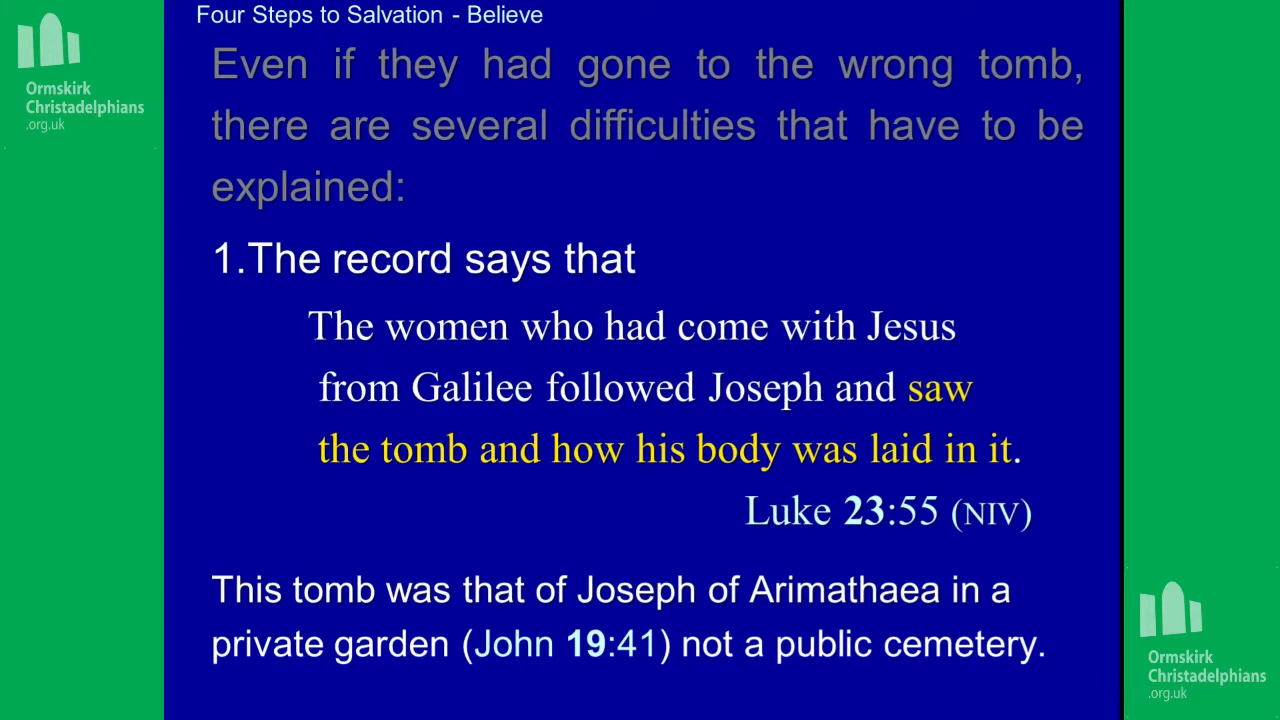 Four Steps to Salvation - Believe
Ormskirk
Christadelphians
.org.uk
Even if they had gone to the wrong tomb,
there are several difficulties that have to be
explained:
1.The record says that
The women who had come with Jesus
from Galilee followed Joseph and saw
the tomb and how his body was laid in it.
Luke 23:55 (NIV)
This tomb was that of Joseph of Arimathaea in a
private garden (John 19:41) not a public cemetery.
Ormskirk
Christadelphians
.org.uk